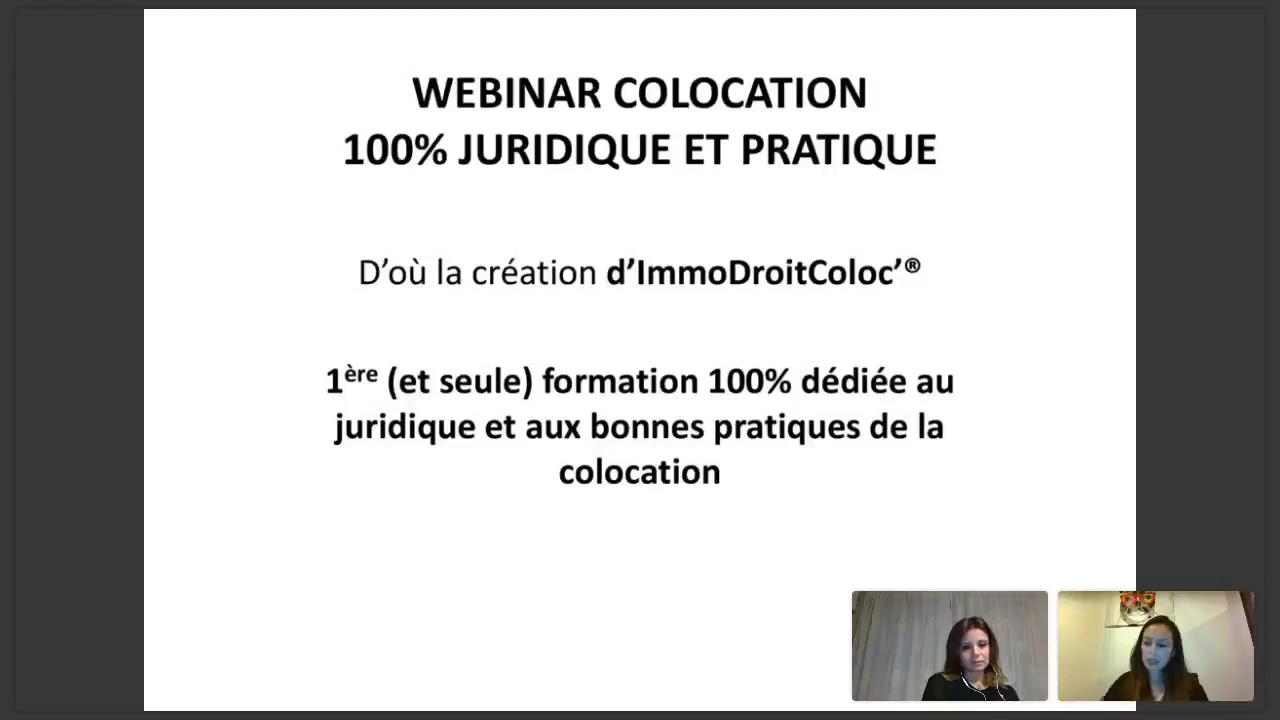 WEBINAR COLOCATION
100% JURIDIQUE ET PRATIQUE
D’où la création d’ImmoDroitColoc’®
1ère (et seule) formation 100% dédiée au
juridique et aux bonnes pratiques de la
colocation